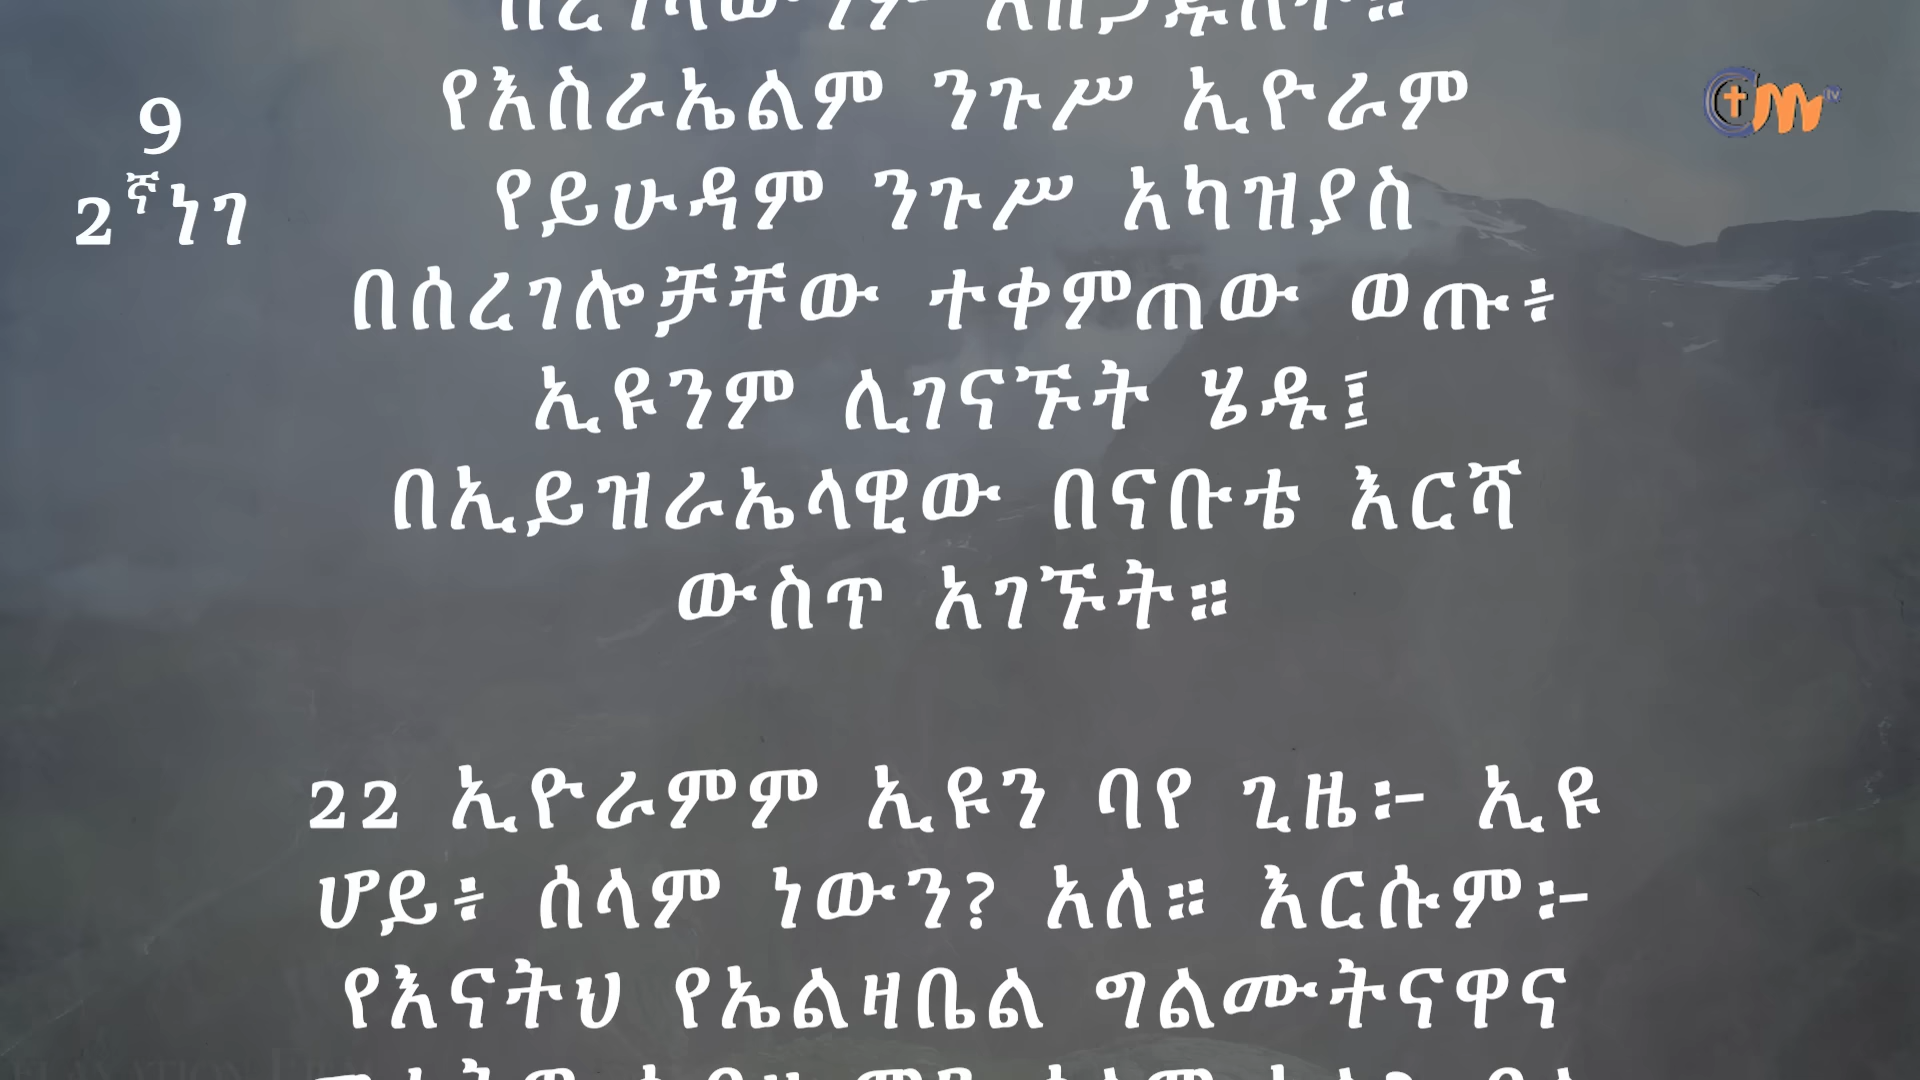 9
2ኛነገ
የእስራኤልም ንጉሥ ኢዮራም
የይሁዳም ንጉሥ አካዝያስ
በሰረገሎቻቸው ተቀምጠው ወጡ፥
ኢዩንም ሊገናኙት ሄዱ፤
በኢይዝራኤላዊው በናቡቴ እርሻ
ውስጥ አገኙት።
22 ኢዮራምም ኢዩን ባየ ጊዜ፦ ኢዩ
ሆይ፥ ሰላም ነውን? አለ። እርሱም፦
የእናትህ የኤልዛቤል ግልሙትናዋና